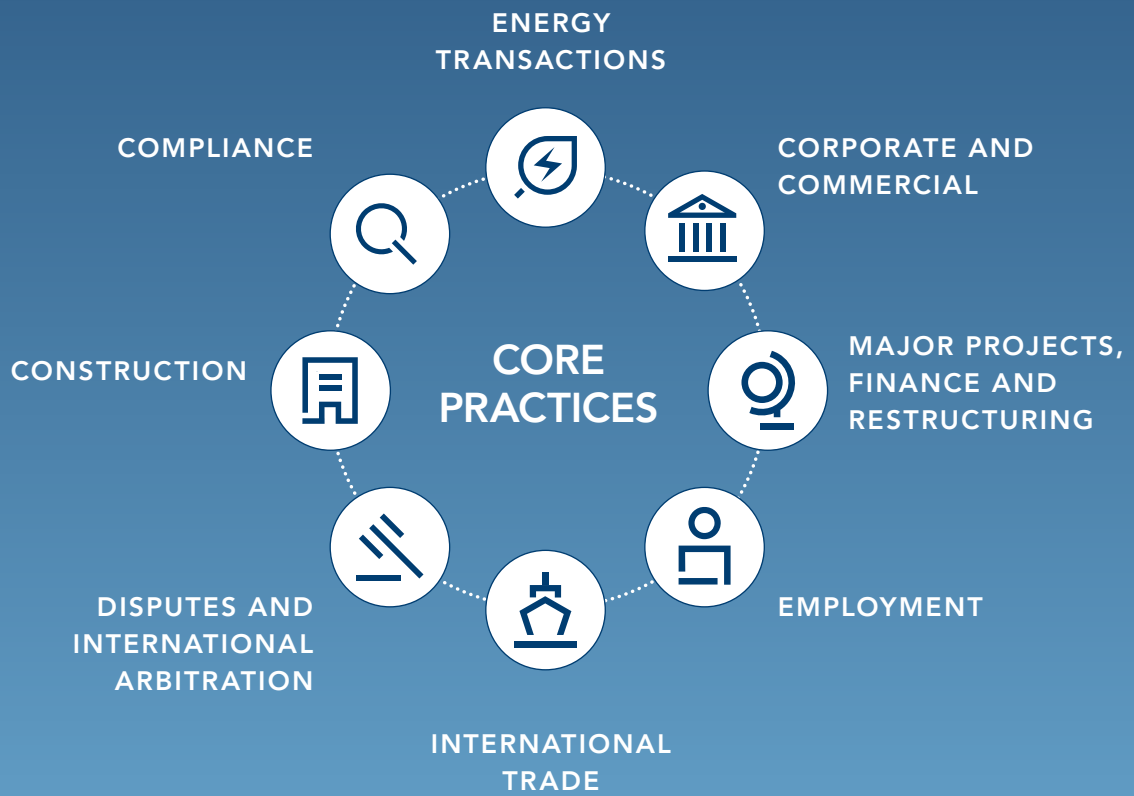 ENERGY
TRANSACTIONS
COMPLIANCE
CORPORATE AND
COMMERCIAL
CONSTRUCTION
CORE
PRACTICES
MAJOR PROJECTS,
FINANCE AND
RESTRUCTURING
DISPUTES AND
INTERNATIONAL
ARBITRATION
EMPLOYMENT
INTERNATIONAL
TRADE